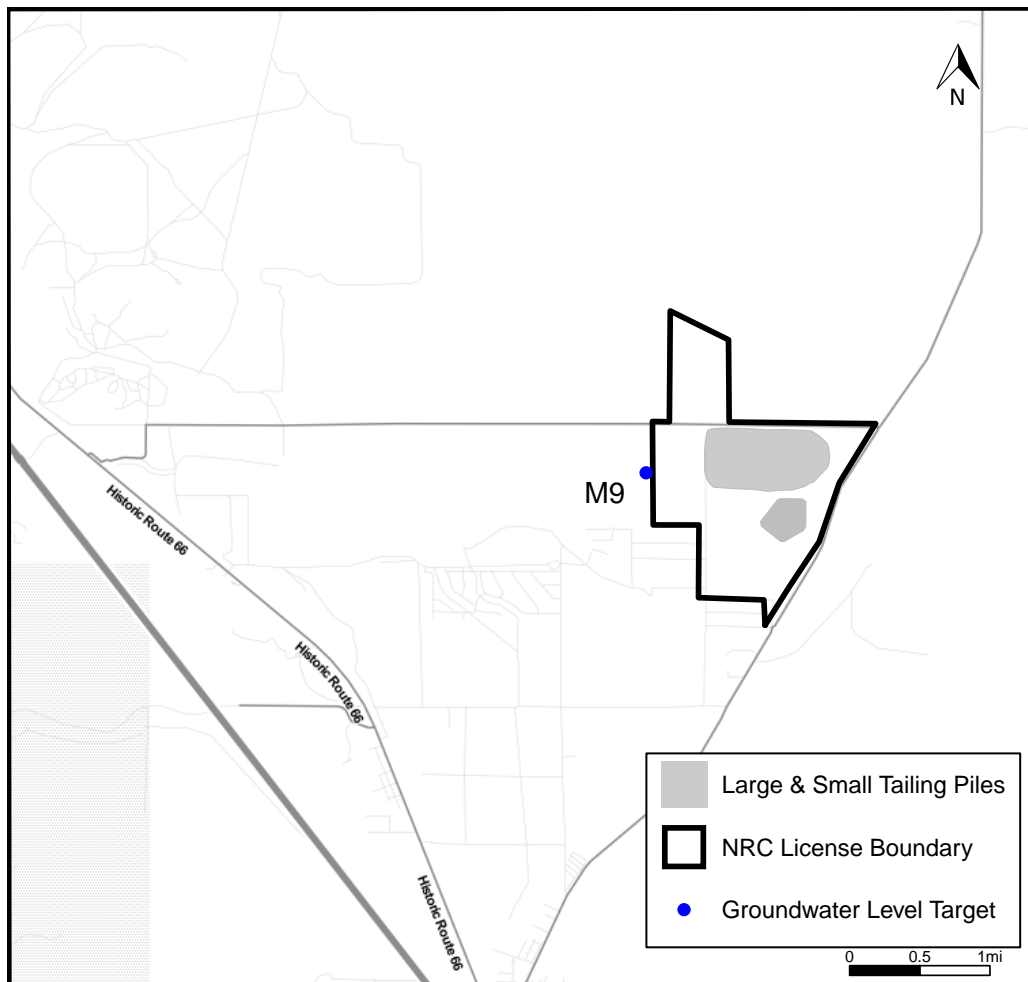 N
M9
Historic Route 66
Historic Route 66
Historic Route 66
Large & Small Tailing Piles
NRC License Boundary
Groundwater Level Target
0 0.5 1mi